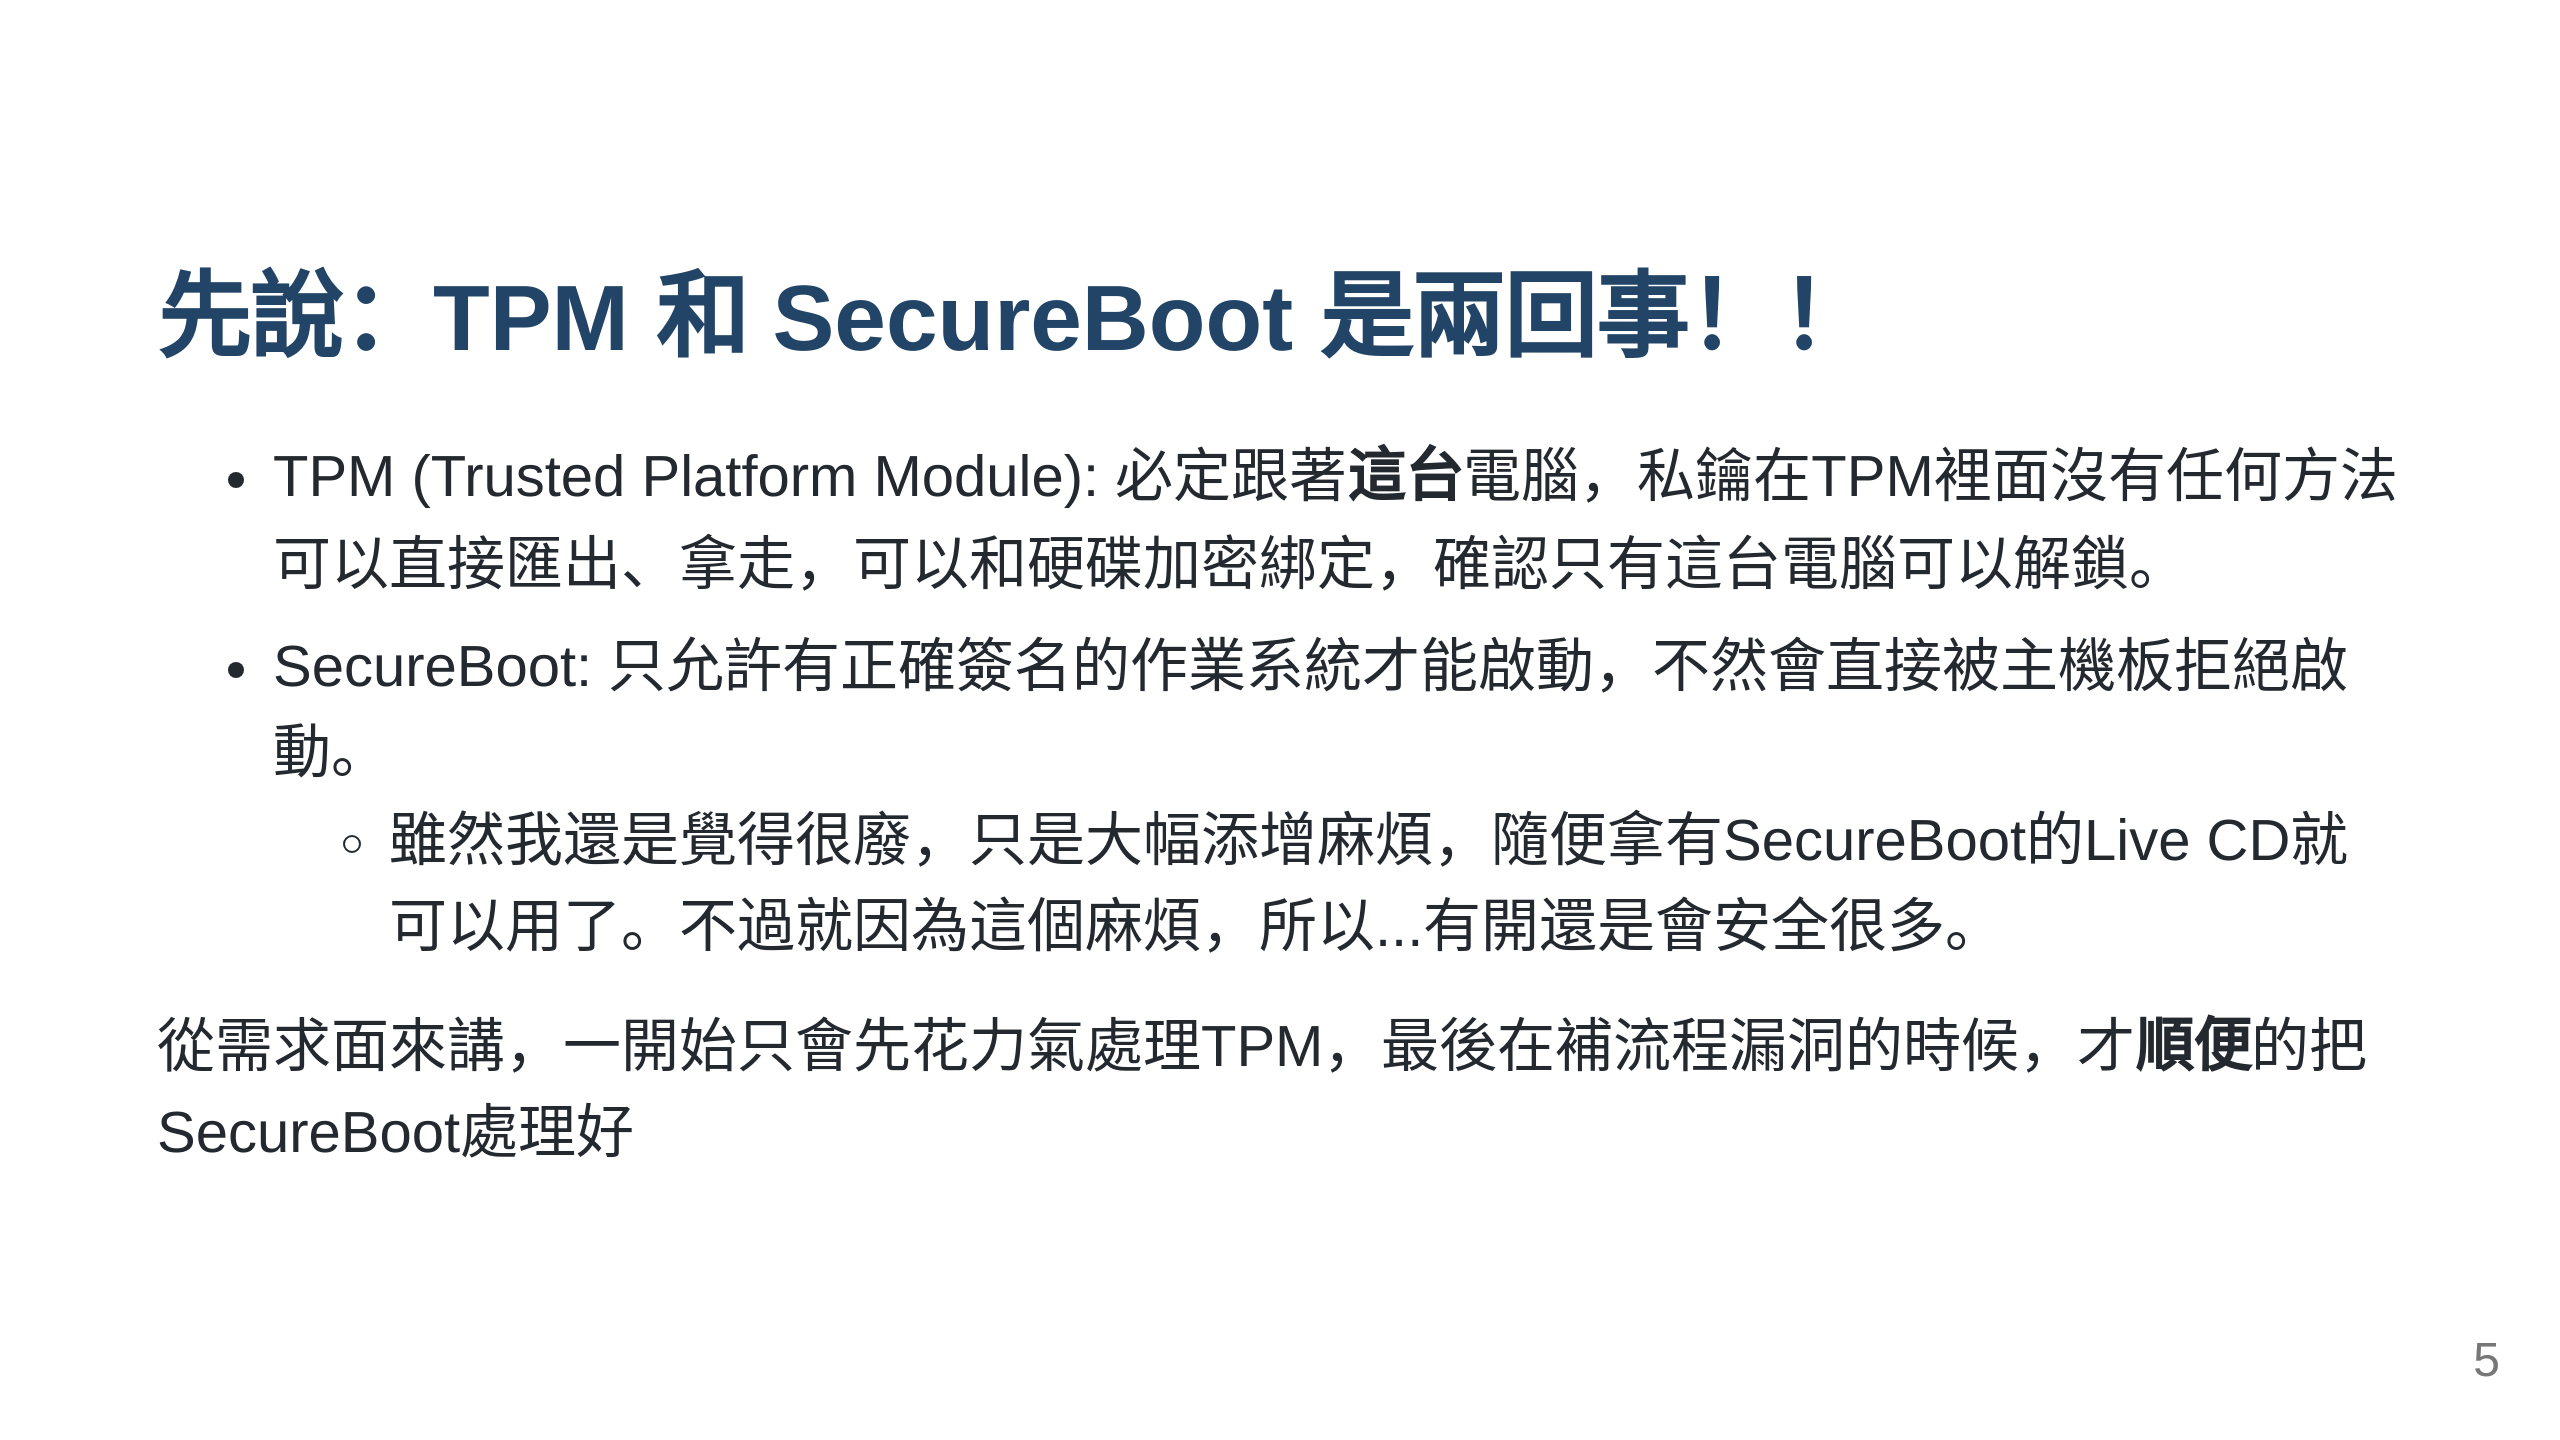 先說：TPM 和 SecureBoot 是兩回事！！
• TPM (Trusted Platform Module): 必定跟著這台電腦，私鑰在TPM裡面沒有任何方法
可以直接匯出、拿走，可以和硬碟加密綁定，確認只有這台電腦可以解鎖。
• SecureBoot: 只允許有正確簽名的作業系統才能啟動，不然會直接被主機板拒絕啟
動。
◦ 雖然我還是覺得很廢，只是大幅添增麻煩，隨便拿有SecureBoot的Live CD就
可以用了。不過就因為這個麻煩，所以...有開還是會安全很多。
從需求面來講，一開始只會先花力氣處理TPM，最後在補流程漏洞的時候，才順便的把
SecureBoot處理好
5